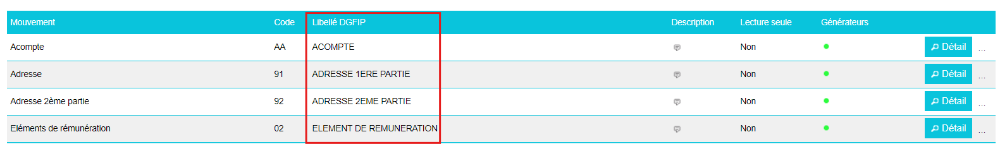 Mouvement Code Libellé DGFIP Description Lecture seule Générateurs
Acompte AA ACOMPTE Non Détail ...
Adresse 91 ADRESSE 1ERE PARTIE Non Détail ...
Adresse 2ème partie 92 ADRESSE 2EME PARTIE Non Détail ...
Eléments de rémunération 02 ELEMENT DE REMUNERATION Non Détail ...